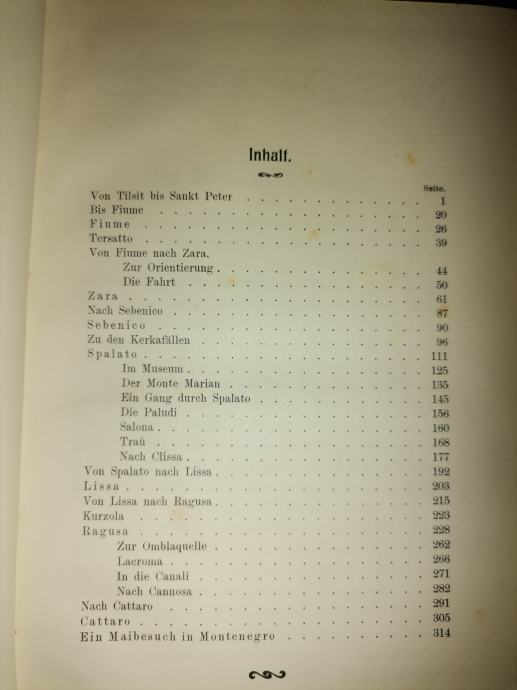 Inhalt.
Seite.
Von Tilsit bis Sankt Peter . . . . . . . . . 1
Bis Fiume . . . . . . . . . . . . . 20
Fiume . . . . . . . . . . . . . . 26
Tersatto . . . . . . . . . . . . . . 39
Von Fiume nach Zara.
Zur Orientierung . . . . . . . . . . 44
Die Fahrt . . . . . . . . . . . . 50
Zara . . . . . . . . . . . . . . . 61
Nach Sebenico . . . . . . . . . . . . 87
Sebenico . . . . . . . . . . . . . 90
Zu den Kerkafällen . . . . . . . . . . . 96
Spalato . . . . . . . . . . . . . . 111
Im Museum . . . . . . . . . . . . 125
Der Monte Marian . . . . . . . . . . 135
Ein Gang durch Spalato . . . . . . . . 145
Die Paludi . . . . . . . . . . . . 156
Salona . . . . . . . . . . . . . 160
Traù . . . . . . . . . . . . . . 168
Nach Clissa . . . . . . . . . . . . 177
Von Spalato nach Lissa . . . . . . . . . . 192
Lissa . . . . . . . . . . . . . . . 203
Von Lissa nach Ragusa . . . . . . . . . . 215
Kurzola . . . . . . . . . . . . . . 223
Ragusa . . . . . . . . . . . . . . 228
Zur Omblaquelle . . . . . . . . . . 262
Lacroma . . . . . . . . . . . . . 266
In die Canali . . . . . . . . . . . 271
Nach Cannosa . . . . . . . . . . . 282
Nach Cattaro . . . . . . . . . . . . . 291
Cattaro . . . . . . . . . . . . . . 305
Ein Maibesuch in Montenegro . . . . . . . 314